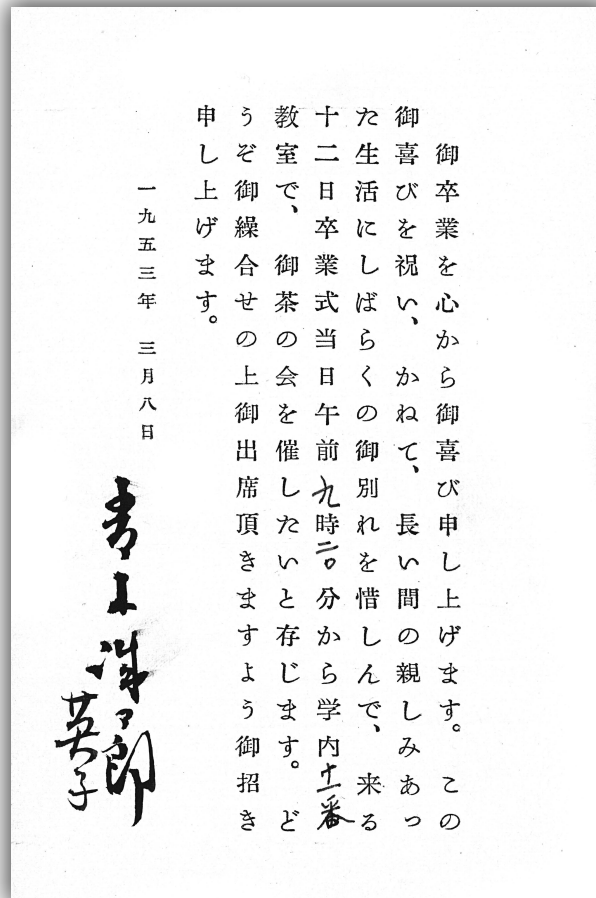 御卒業を心から御喜び申し上げます。この
御喜びを祝い、かねて、長い間の親しみあっ
た生活にしばらくの御別れを惜しんで、来る
十二日卒業式当日午前九時二〇分から学内十一番
教室で、御茶の会を催したいと存じます。ど
うぞ御繰合せの上御出席頂きますよう御招き
申し上げます。
一九五三年 三月八日
青木 郎
英子